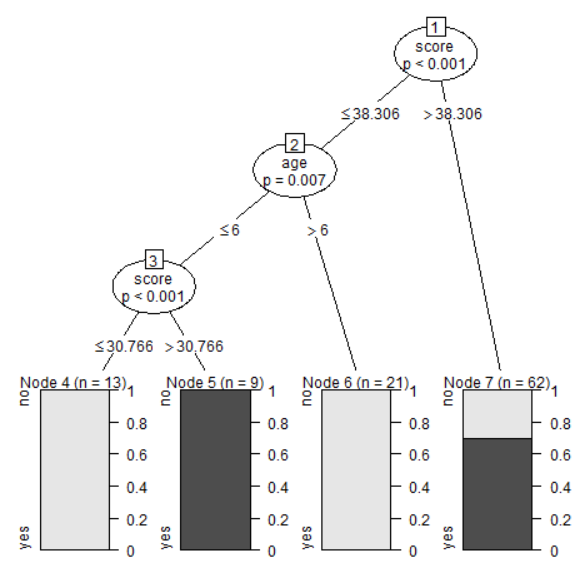 1
score
p < 0.001
≤38.306 >38.306
2
age
p = 0.007
≤6 >6
3
score
p < 0.001
≤30.766 >30.766
Node 4 (n = 13) Node 5 (n = 9) Node 6 (n = 21) Node 7 (n = 62)
no 1 no 1 no 1 no 1
0.8 0.8 0.8 0.8
0.6 0.6 0.6 0.6
0.4 0.4 0.4 0.4
0.2 0.2 0.2 0.2
yes 0 yes 0 yes 0 yes 0